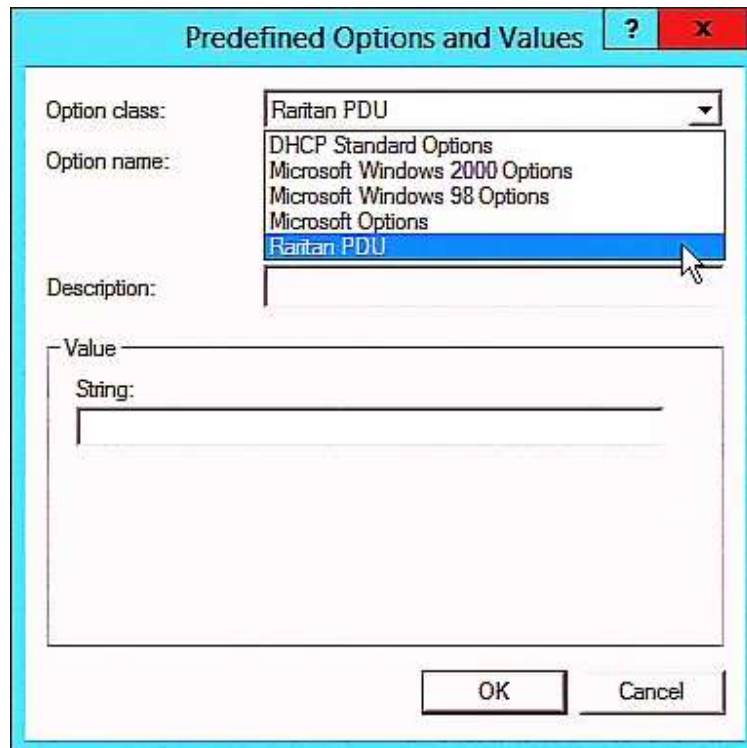 Predefined Options and Values ? x
Option class: Raritan PDU
DHCP Standard Options
Option name:
Microsoft Windows 2000 Options
Microsoft Windows 98 Options
Microsoft Options
Raritan PDU
Description:
Value
String:
OK Cancel